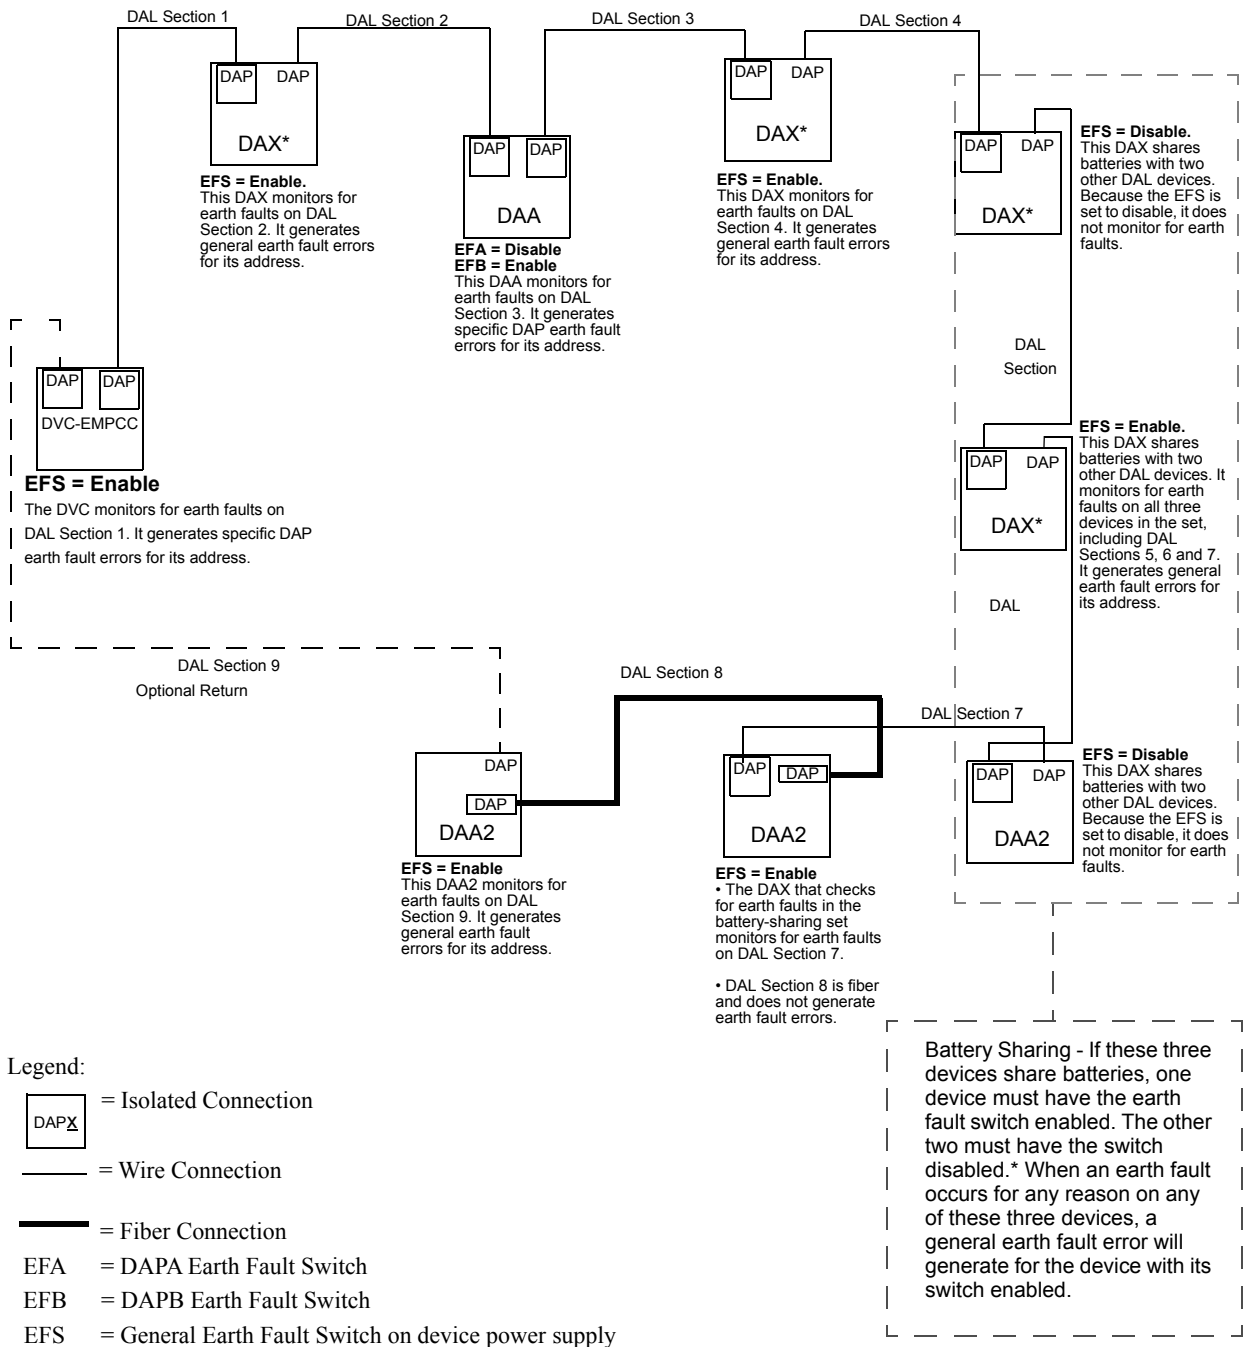 DAL Section 1
DAL Section 2
DAL Section 3
DAL Section 4
DAP DAP
DAX*
EFS = Enable.
This DAX monitors for
earth faults on DAL
Section 2. It generates
general earth fault errors
for its address.
DAP DAP
DAA
EFA = Disable
EFB = Enable
This DAA monitors for
earth faults on DAL
Section 3. It generates
specific DAP earth fault
errors for its address.
DAP DAP
DAX*
EFS = Enable.
This DAX monitors for
earth faults on DAL
Section 4. It generates
general earth fault errors
for its address.
DAP DAP
DAX*
EFS = Disable.
This DAX shares
batteries with two
other DAL devices.
Because the EFS is
set to disable, it does
not monitor for earth
faults.
DAL
Section
DAP DAP
DVC-EMPCC
EFS = Enable
The DVC monitors for earth faults on
DAL Section 1. It generates specific DAP
earth fault errors for its address.
DAP DAP
DAX*
EFS = Enable.
This DAX shares
batteries with two
other DAL devices. It
monitors for earth
faults on all three
devices in the set,
including DAL
Sections 5, 6 and 7.
It generates general
earth fault errors for
its address.
DAL
DAL Section 9
Optional Return
DAL Section 8
DAL Section 7
DAP
DAP
DAA2
EFS = Enable
This DAA2 monitors for
earth faults on DAL
Section 9. It generates
general earth fault
errors for its address.
DAP DAP
DAA2
EFS = Enable
• The DAX that checks
for earth faults in the
battery-sharing set
monitors for earth faults
on DAL Section 7.
• DAL Section 8 is fiber
and does not generate
earth fault errors.
DAP DAP
DAA2
EFS = Disable
This DAX shares
batteries with two
other DAL devices.
Because the EFS is
set to disable, it does
not monitor for earth
faults.
Battery Sharing - If these three
devices share batteries, one
device must have the earth
fault switch enabled. The other
two must have the switch
disabled.* When an earth fault
occurs for any reason on any
of these three devices, a
general earth fault error will
generate for the device with its
switch enabled.
Legend:
DAPX = Isolated Connection
= Wire Connection
= Fiber Connection
EFA = DAPA Earth Fault Switch
EFB = DAPB Earth Fault Switch
EFS = General Earth Fault Switch on device power supply